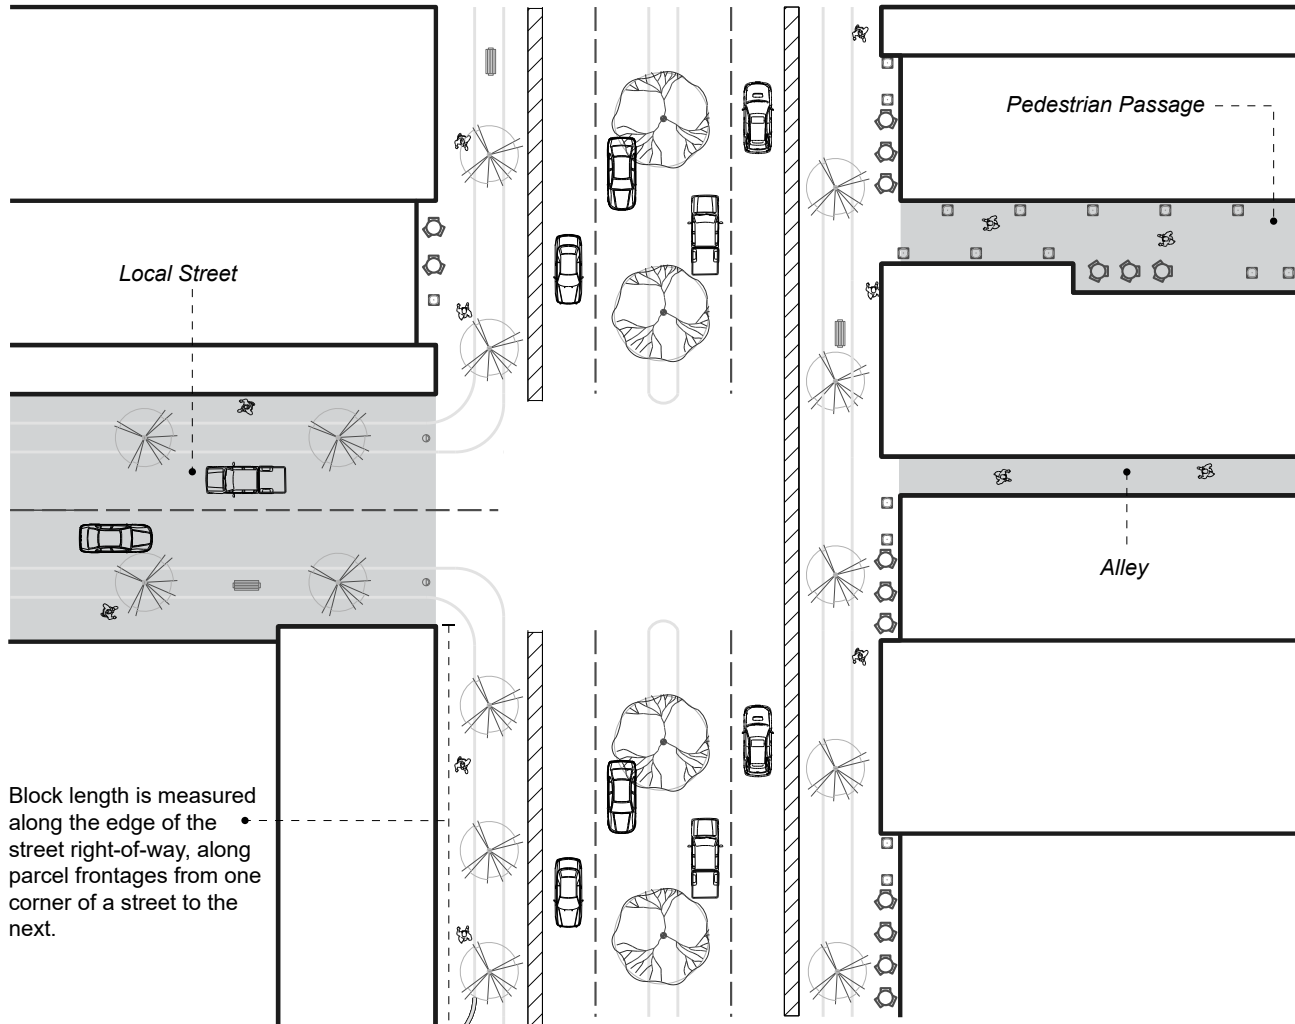 Pedestrian Passage
Local Street
Alley
Block length is measured
along the edge of the
street right-of-way, along
parcel frontages from one
corner of a street to the
next.